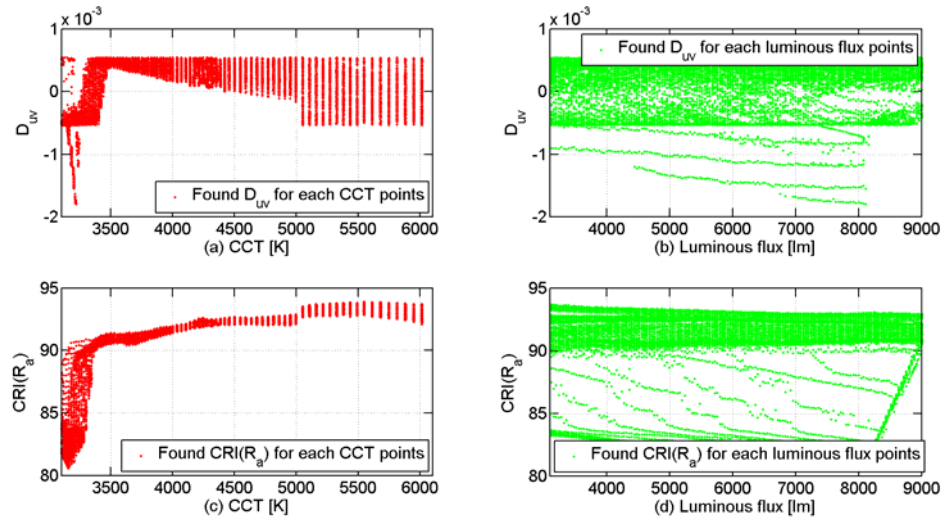 x 10⁻³
1
0
-1
-2
D_uv
Found D_uv for each CCT points
3500 4000 4500 5000 5500 6000
(a) CCT [K]
x 10⁻³
1
0
-1
-2
D_uv
Found D_uv for each luminous flux points
4000 5000 6000 7000 8000 9000
(b) Luminous flux [lm]
95
90
85
80
CRI(R_a)
Found CRI(R_a) for each CCT points
3500 4000 4500 5000 5500 6000
(c) CCT [K]
95
90
85
80
CRI(R_a)
Found CRI(R_a) for each luminous flux points
4000 5000 6000 7000 8000 9000
(d) Luminous flux [lm]